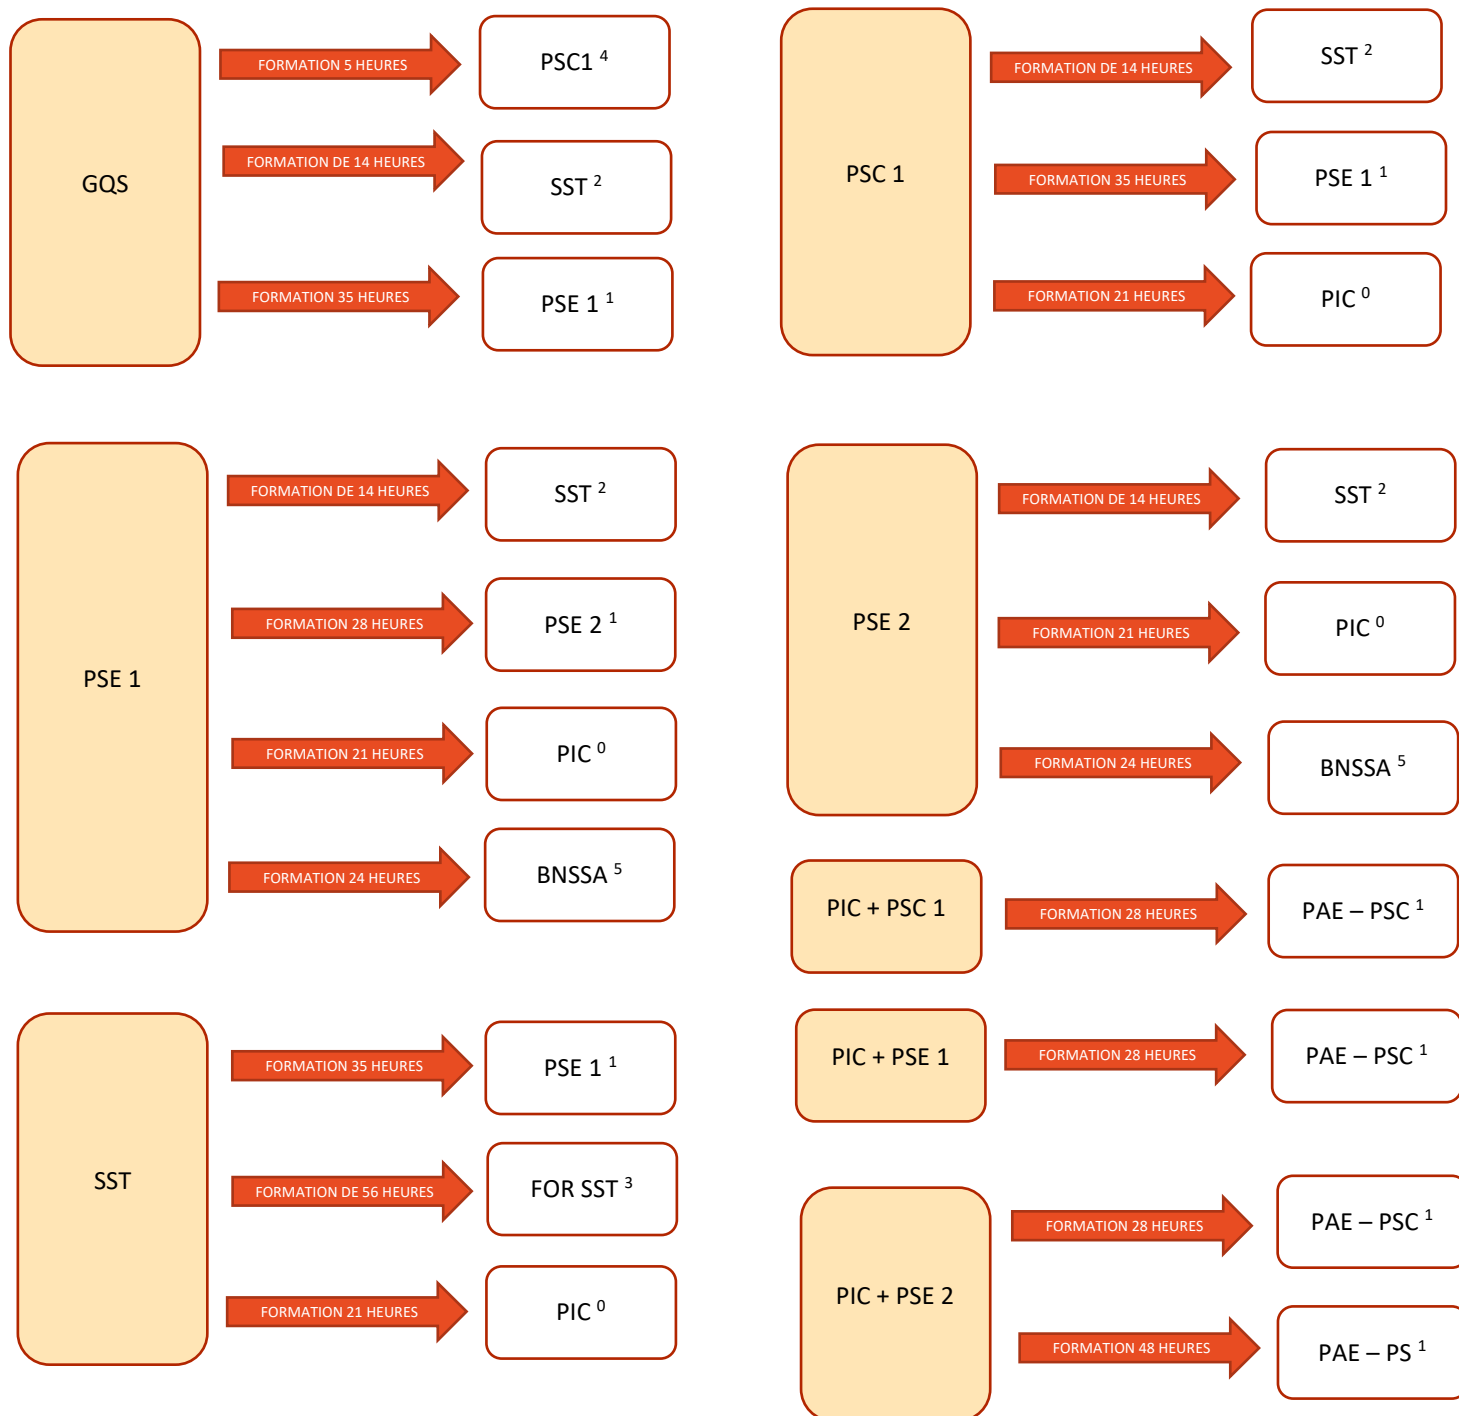 GQS
FORMATION 5 HEURES
PSC1 ⁴
FORMATION DE 14 HEURES
SST ²
FORMATION 35 HEURES
PSE 1 ¹
PSC 1
FORMATION DE 14 HEURES
SST ²
FORMATION 35 HEURES
PSE 1 ¹
FORMATION 21 HEURES
PIC ⁰
PSE 1
FORMATION DE 14 HEURES
SST ²
FORMATION 28 HEURES
PSE 2 ¹
FORMATION 21 HEURES
PIC ⁰
FORMATION 24 HEURES
BNSSA ⁵
PSE 2
FORMATION DE 14 HEURES
SST ²
FORMATION 21 HEURES
PIC ⁰
FORMATION 24 HEURES
BNSSA ⁵
PIC + PSC 1
FORMATION 28 HEURES
PAE – PSC ¹
PIC + PSE 1
FORMATION 28 HEURES
PAE – PSC ¹
SST
FORMATION 35 HEURES
PSE 1 ¹
FORMATION DE 56 HEURES
FOR SST ³
FORMATION 21 HEURES
PIC ⁰
PIC + PSE 2
FORMATION 28 HEURES
PAE – PSC ¹
FORMATION 48 HEURES
PAE – PS ¹